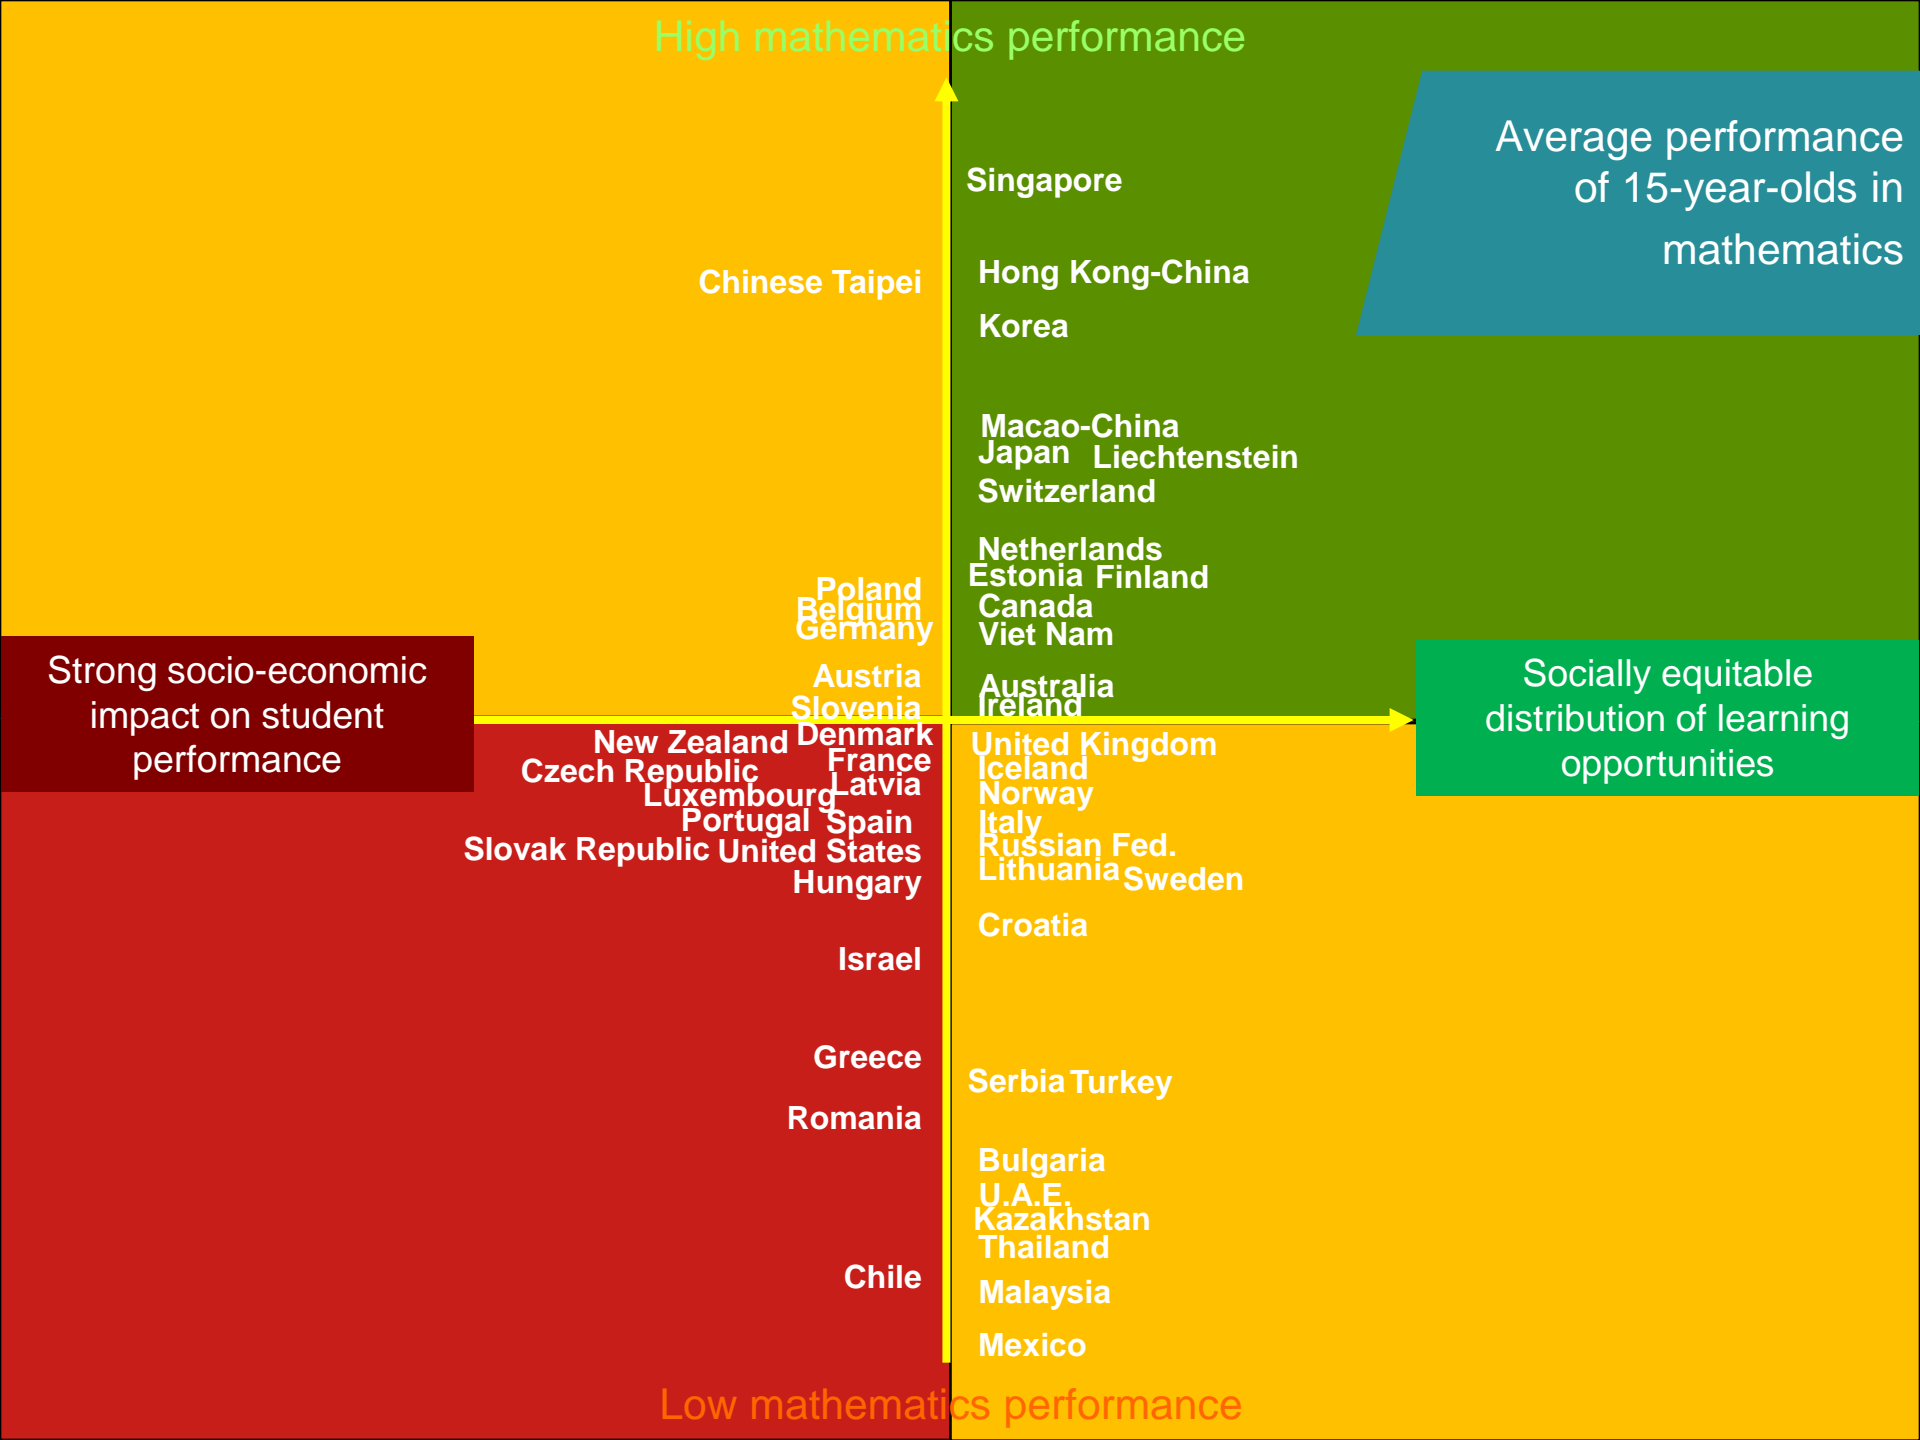 High mathematics performance
Average performance
of 15-year-olds in
mathematics
Singapore
Hong Kong-China
Chinese Taipei
Korea
Macao-China
Japan Liechtenstein
Switzerland
Netherlands
Estonia Finland
Poland
Belgium
Germany
Canada
Viet Nam
Austria
Slovenia
Australia
Ireland
Strong socio-economic
impact on student
performance
Socially equitable
distribution of learning
opportunities
New Zealand Denmark
France
Czech Republic
Latvia
Luxembourg
Portugal Spain
Slovak Republic United States
Hungary
United Kingdom
Iceland
Norway
Italy
Russian Fed.
Lithuania Sweden
Croatia
Israel
Greece
Serbia Turkey
Romania
Bulgaria
U.A.E.
Kazakhstan
Thailand
Chile
Malaysia
Mexico
Low mathematics performance